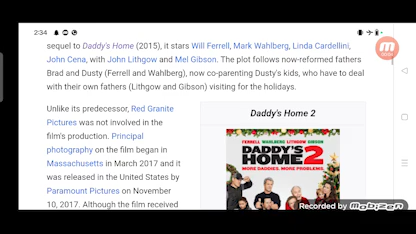 2:34
sequel to Daddy's Home (2015), it stars Will Ferrell, Mark Wahlberg, Linda Cardellini,
John Cena, with John Lithgow and Mel Gibson. The plot follows now-reformed fathers
Brad and Dusty (Ferrell and Wahlberg), now co-parenting Dusty's kids, who have to deal
with their own fathers (Lithgow and Gibson) visiting for the holidays.
Unlike its predecessor, Red Granite
Pictures was not involved in the
film's production. Principal
photography on the film began in
Massachusetts in March 2017 and it
was released in the United States by
Paramount Pictures on November
10, 2017. Although the film received
Daddy's Home 2
FERRELL WAHLBERG LITHGOW GIBSON
DADDY'S
HOME 2
MORE DADDIES. MORE PROBLEMS.
Recorded by Mobizen